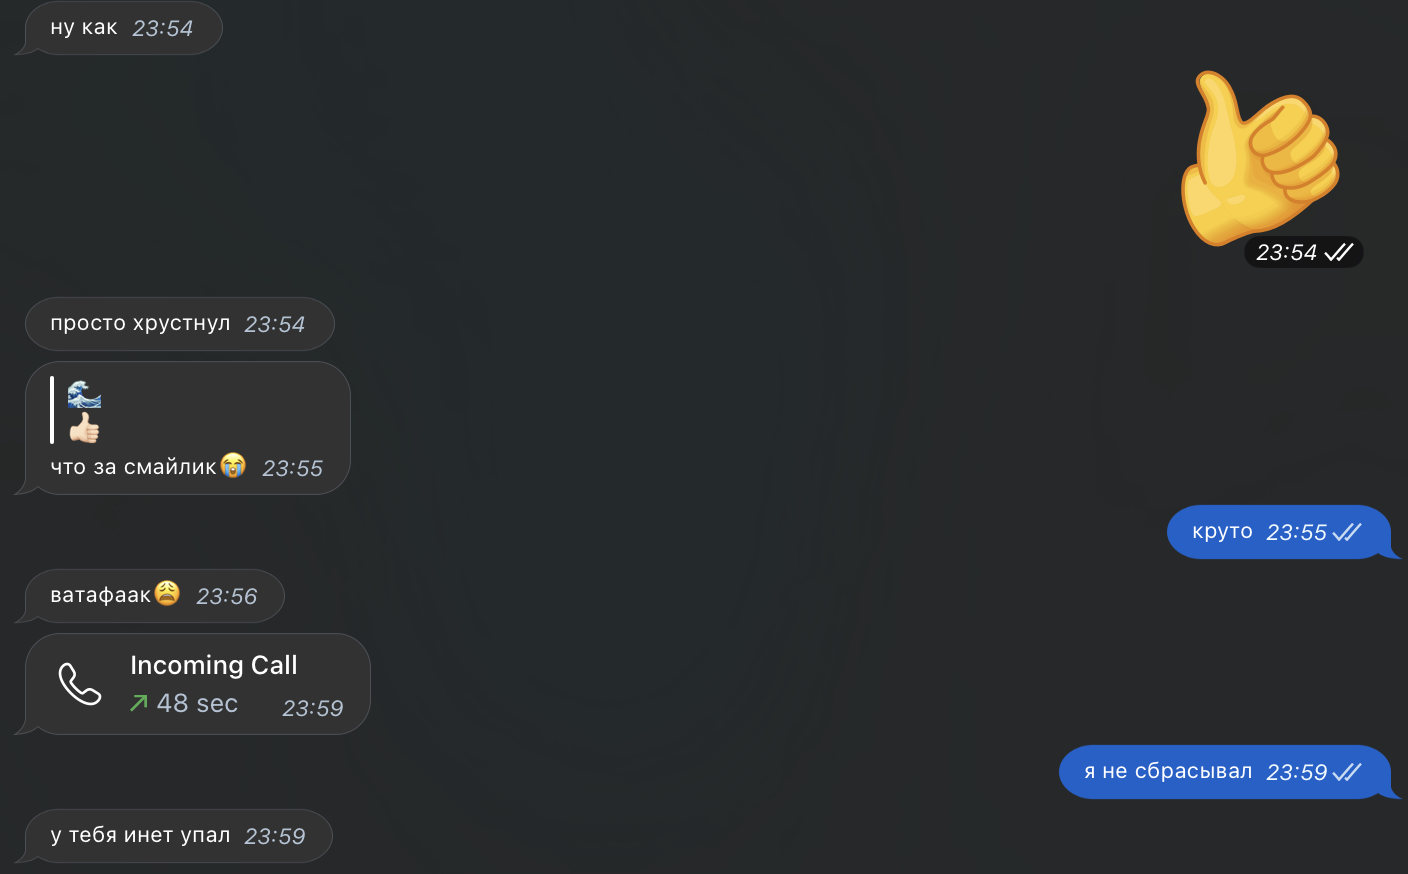 ну как 23:54
23:54
просто хрустнул 23:54
🌊
👍🏻
что за смайлик😭 23:55
круто 23:55
ватафаак😩 23:56
Incoming Call
48 sec 23:59
я не сбрасывал 23:59
у тебя инет упал 23:59